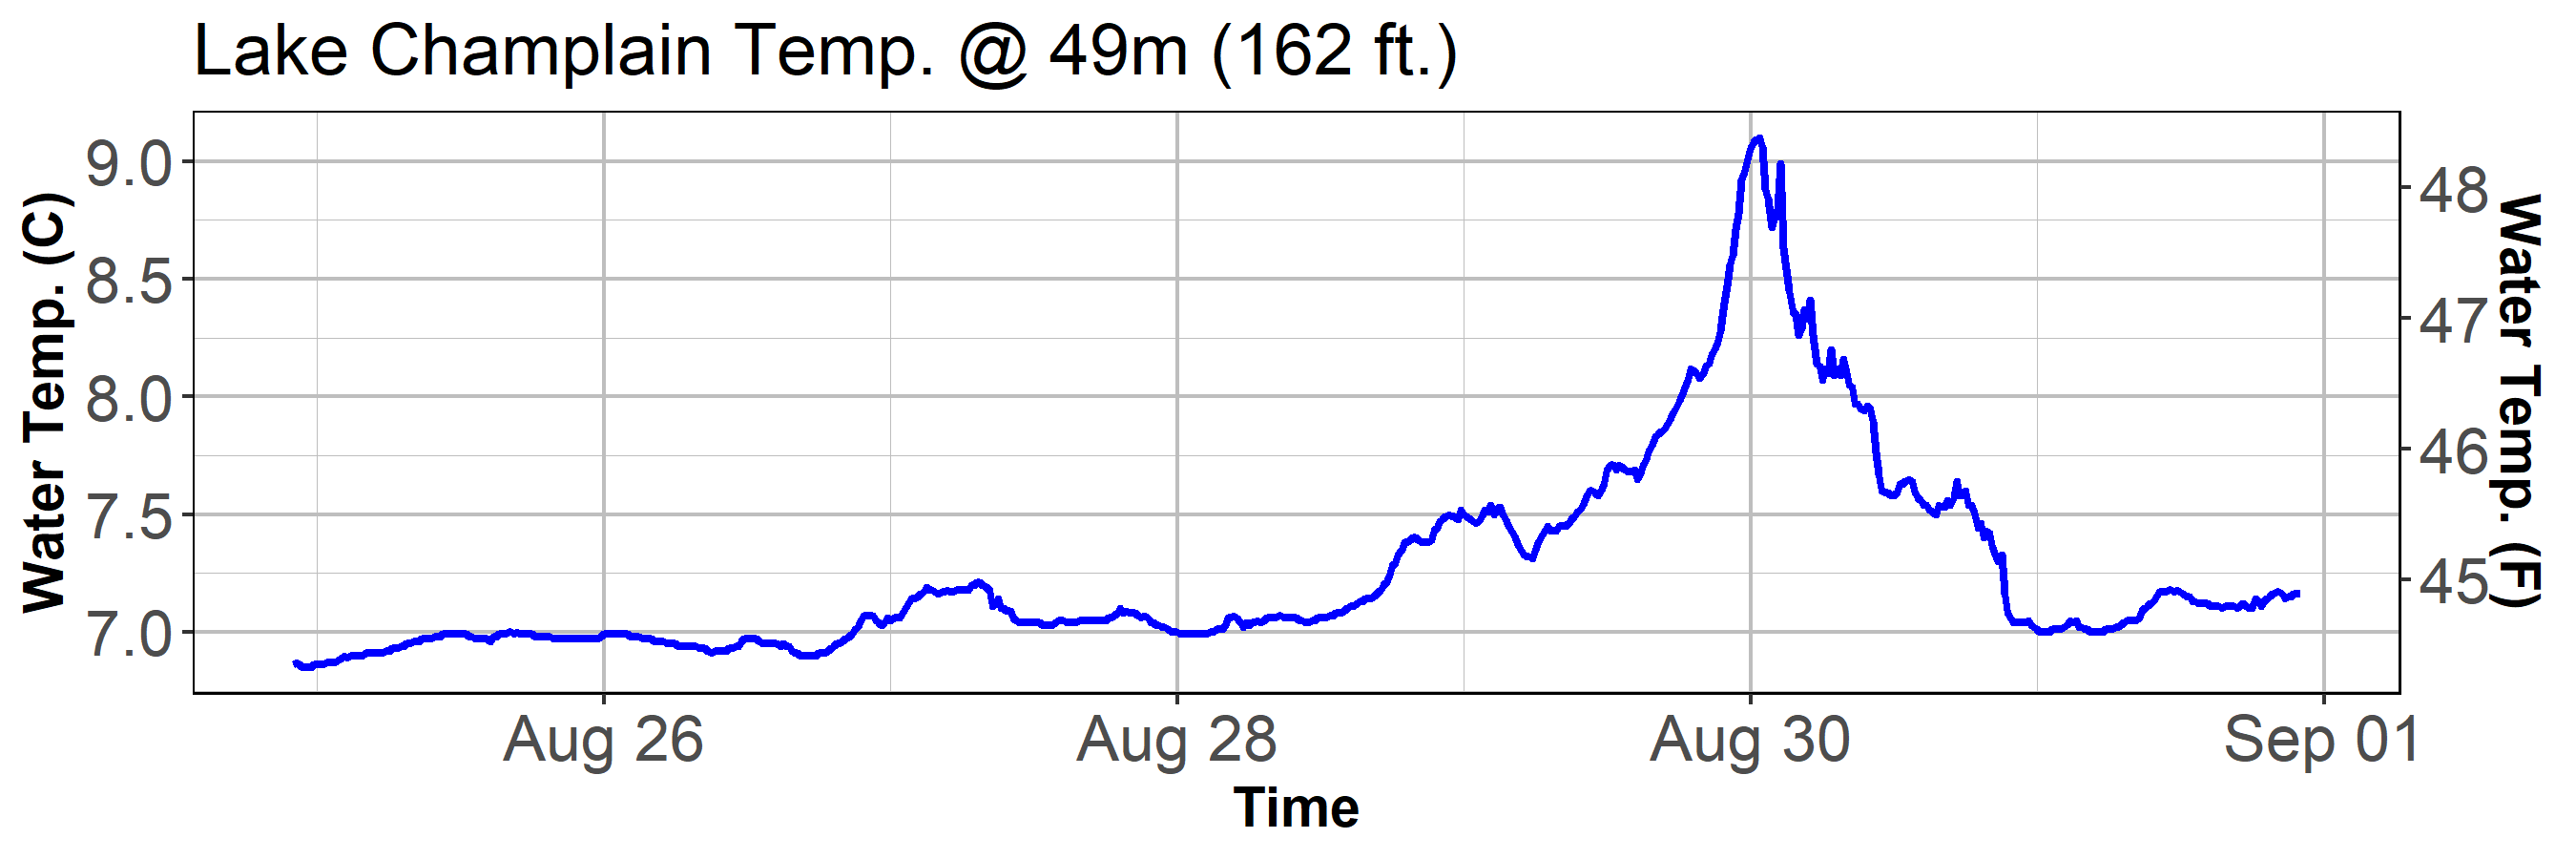 Lake Champlain Temp. @ 49m (162 ft.)
Water Temp. (C)
9.0
8.5
8.0
7.5
7.0
48
47
46
45
Water Temp. (F)
Aug 26
Aug 28
Aug 30
Sep 01
Time